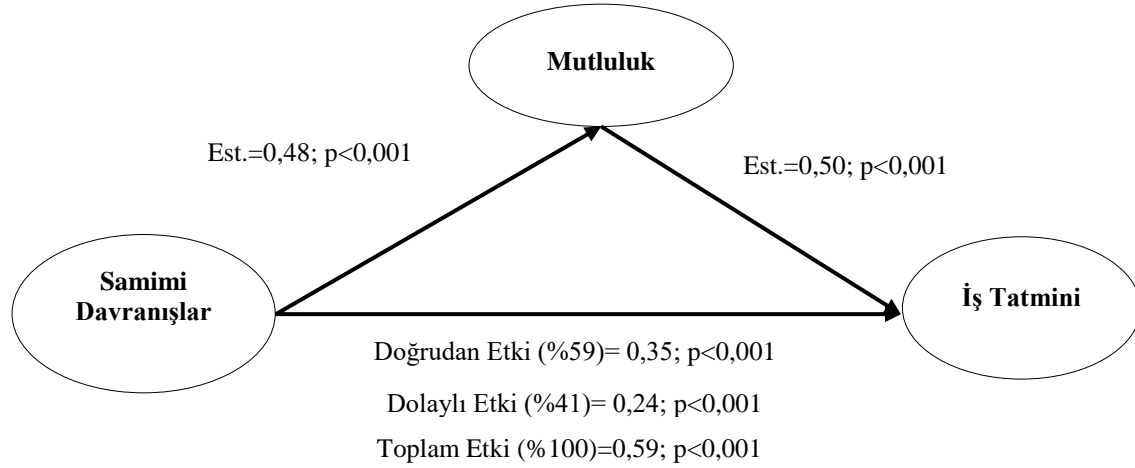 Mutluluk
Est.=0,48; p<0,001
Est.=0,50; p<0,001
Samimi
Davranışlar
İş Tatmini
Doğrudan Etki (%59)= 0,35; p<0,001
Dolaylı Etki (%41)= 0,24; p<0,001
Toplam Etki (%100)=0,59; p<0,001